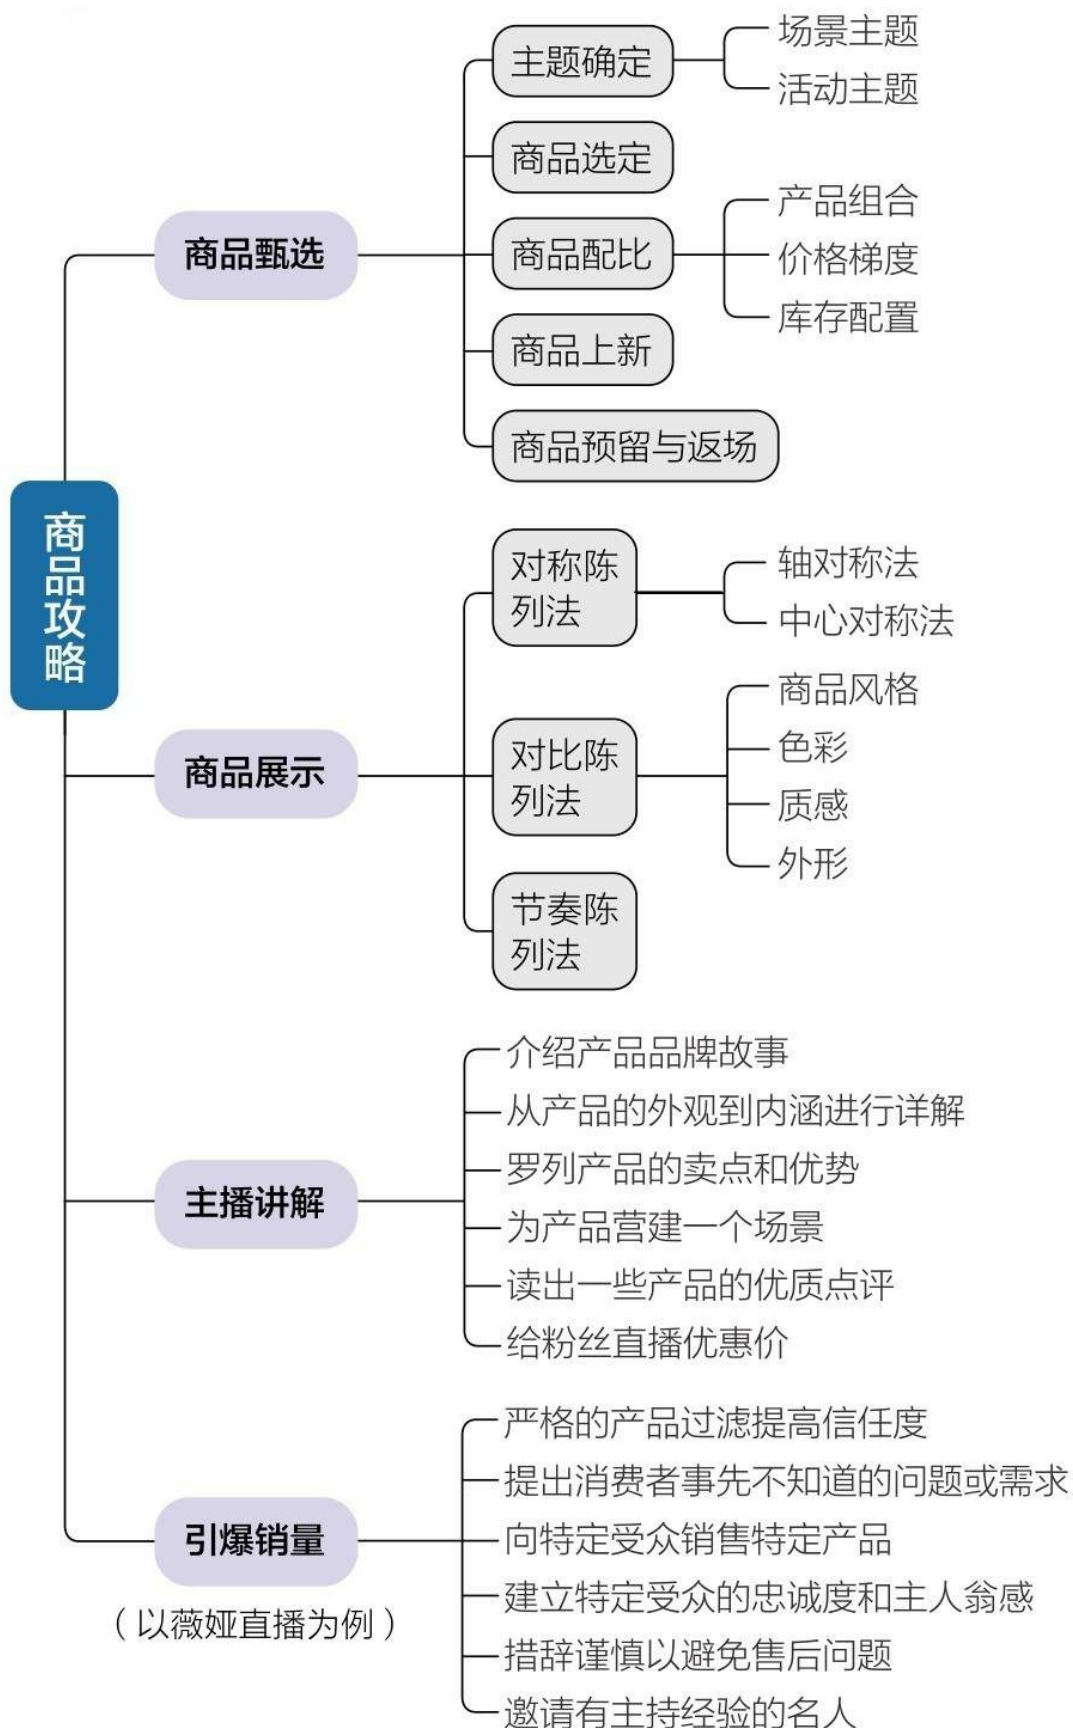 商品攻略
商品甄选
主题确定
场景主题
活动主题
商品选定
商品配比
产品组合
价格梯度
库存配置
商品上新
商品预留与返场
商品展示
对称陈
列法
轴对称法
中心对称法
对比陈
列法
商品风格
色彩
质感
外形
节奏陈
列法
主播讲解
介绍产品品牌故事
从产品的外观到内涵进行详解
罗列产品的卖点和优势
为产品营建一个场景
读出一些产品的优质点评
给粉丝直播优惠价
引爆销量
（以薇娅直播为例）
严格的产品过滤提高信任度
提出消费者事先不知道的问题或需求
向特定受众销售特定产品
建立特定受众的忠诚度和主人翁感
措辞谨慎以避免售后问题
邀请有主持经验的名人